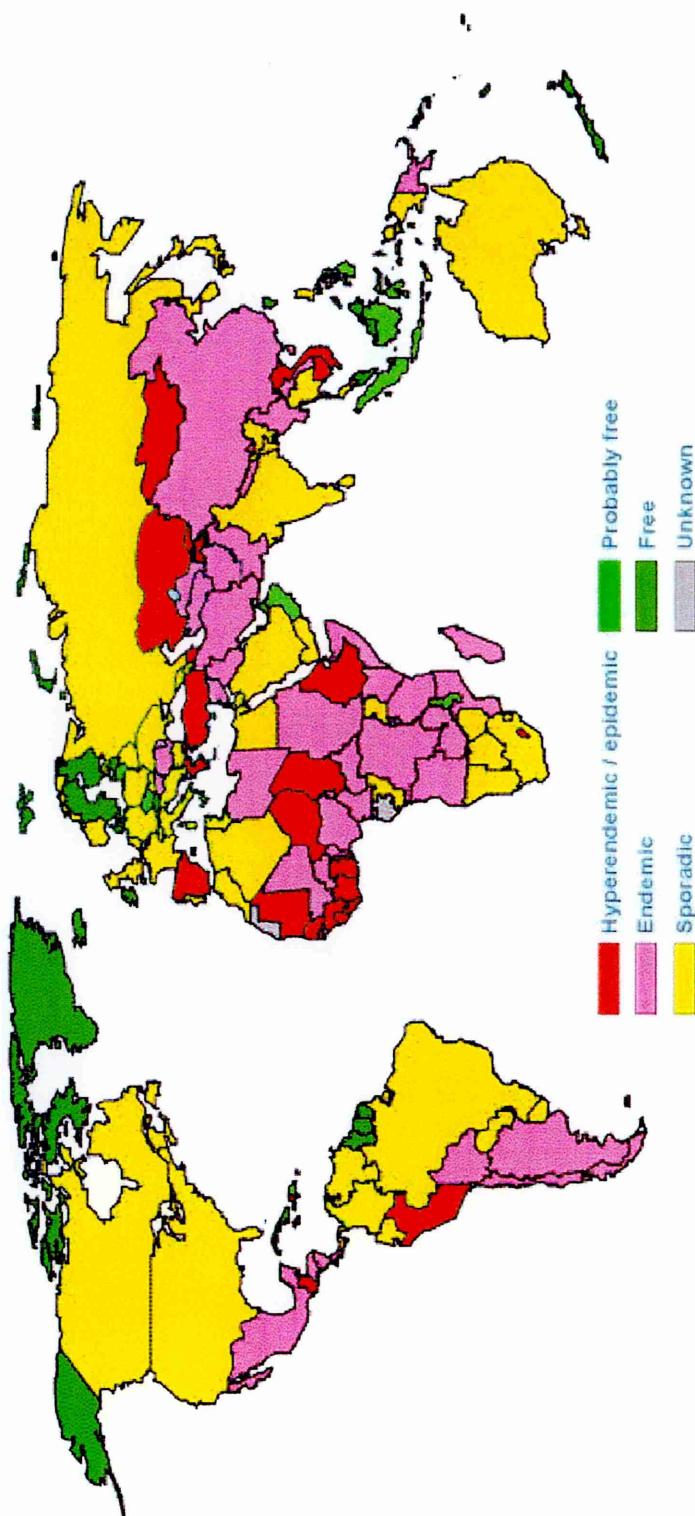 Hyperendemic / epidemic
Endemic
Sporadic
Probably free
Free
Unknown